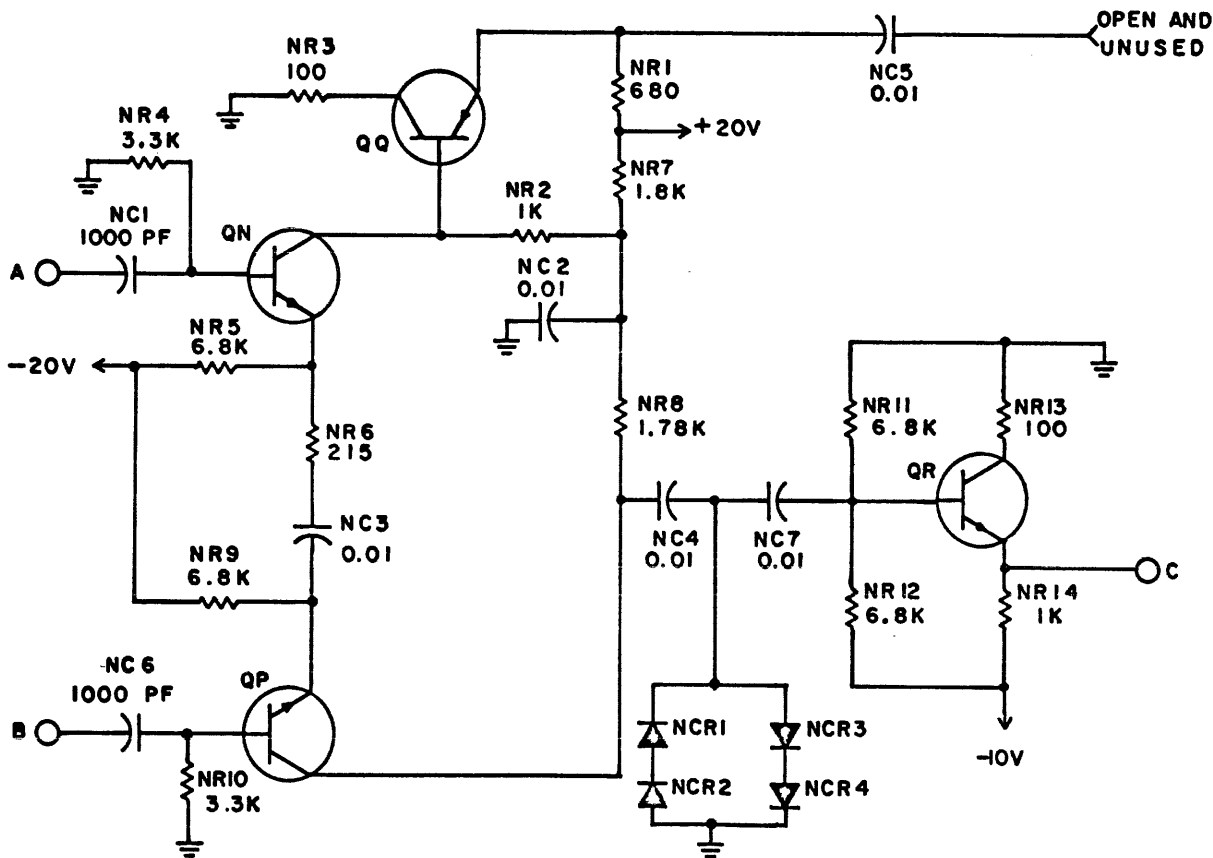 OPEN AND
UNUSED
NR3
100
NR1
680
NC5
0.01
+20V
NR4
3.3K
QQ
NR7
1.8K
NR2
1K
NC1
1000 PF
QN
A
NC2
0.01
NR5
6.8K
-20V
NR8
1.78K
NR11
6.8K
NR13
100
NR6
215
QR
NC3
0.01
NC4
0.01
NC7
0.01
NR9
6.8K
C
NR12
6.8K
NR14
1K
NC6
1000 PF
QP
B
NCR1
NCR3
-10V
NR10
3.3K
NCR2
NCR4